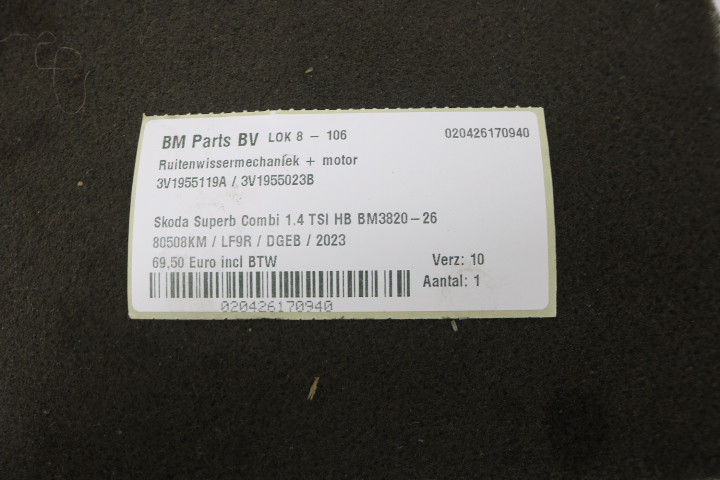 BM Parts BV LOK 8 - 106 020426170940
Ruitenwissermechaniek + motor
3V1955119A / 3V1955023B
Skoda Superb Combi 1.4 TSI HB BM3820-26
80508KM / LF9R / DGEB / 2023
69,50 Euro incl BTW Verz: 10
Aantal: 1
020426170940